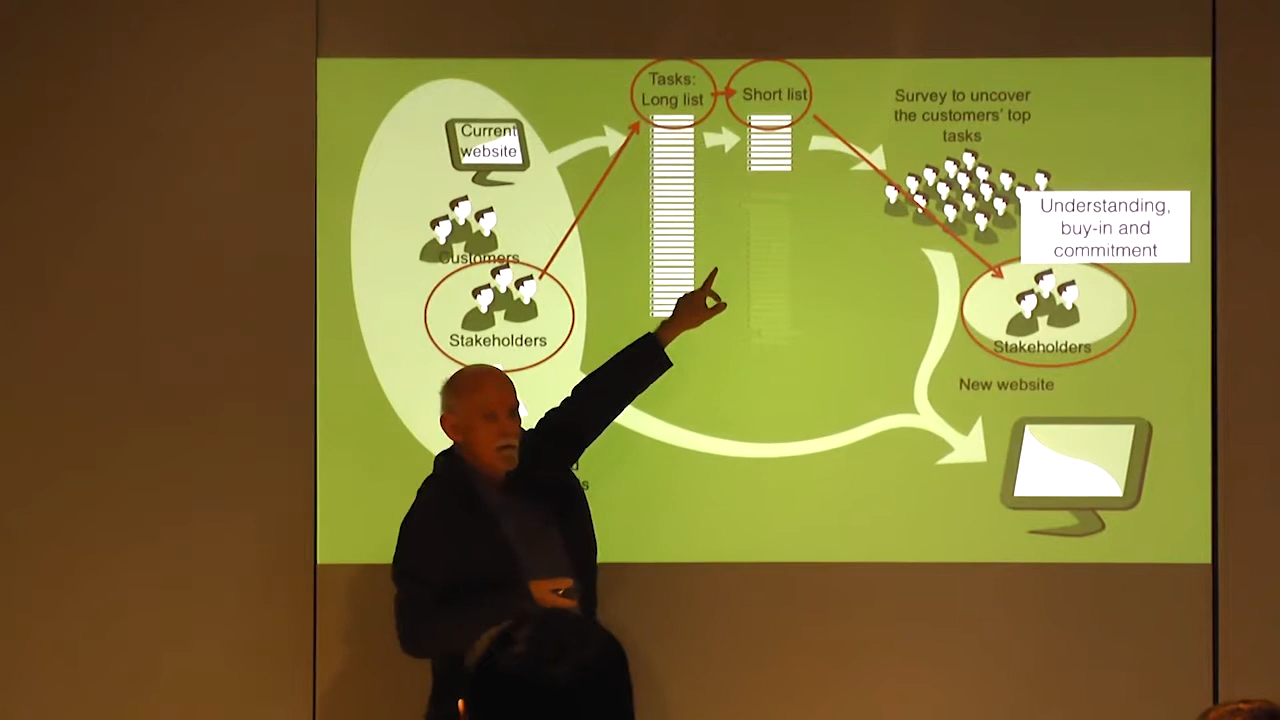 Current
website
Customers
Stakeholders
Tasks:
Long list
Short list
Survey to uncover
the customers' top
tasks
Understanding,
buy-in and
commitment
Stakeholders
New website